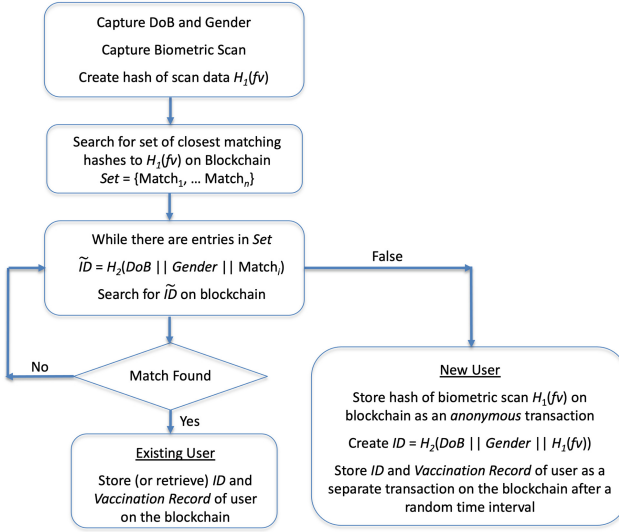 Capture DoB and Gender
Capture Biometric Scan
Create hash of scan data H₁(fv)
Search for set of closest matching
hashes to H₁(fv) on Blockchain
Set = {Match₁, ... Matchₙ}
While there are entries in Set
I͂D = H₂(DoB || Gender || Matchᵢ)
Search for I͂D on blockchain
False
No
Match Found
Yes
Existing User
Store (or retrieve) ID and
Vaccination Record of user
on the blockchain
New User
Store hash of biometric scan H₁(fv) on
blockchain as an anonymous transaction
Create ID = H₂(DoB || Gender || H₁(fv))
Store ID and Vaccination Record of user as a
separate transaction on the blockchain after a
random time interval